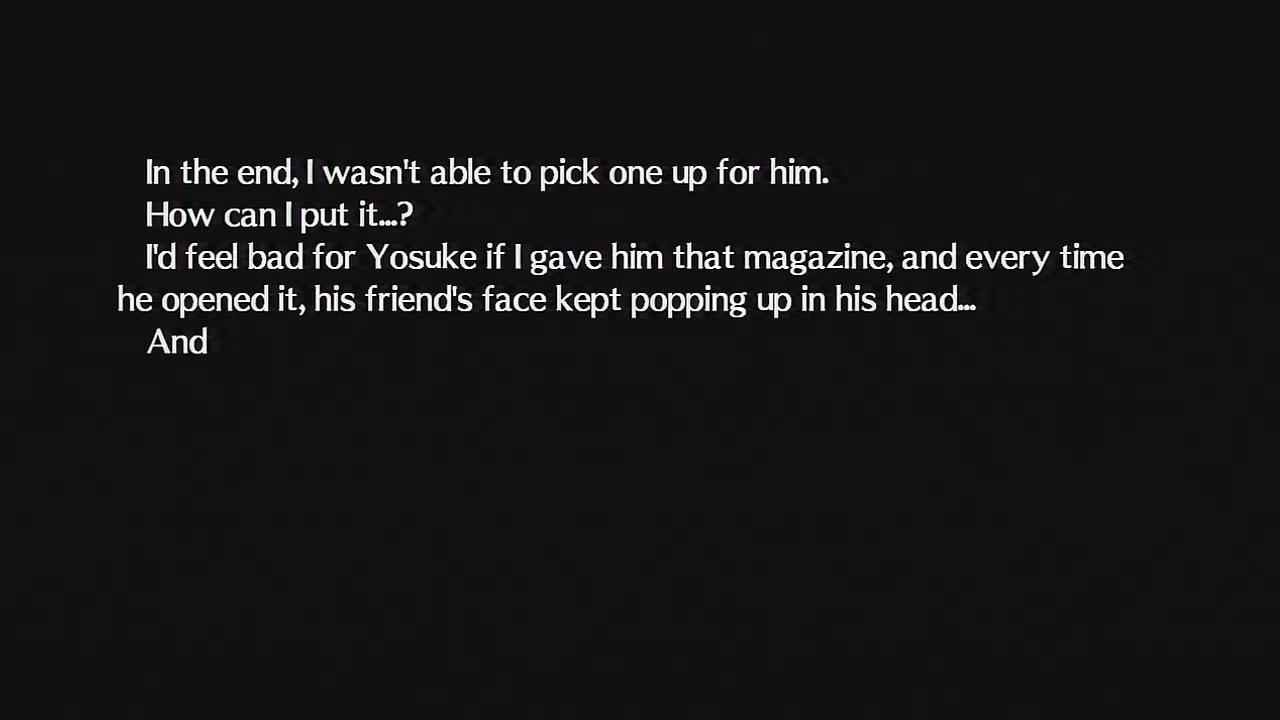 In the end, I wasn't able to pick one up for him.
How can I put it...?
I'd feel bad for Yosuke if I gave him that magazine, and every time
he opened it, his friend's face kept popping up in his head...
And